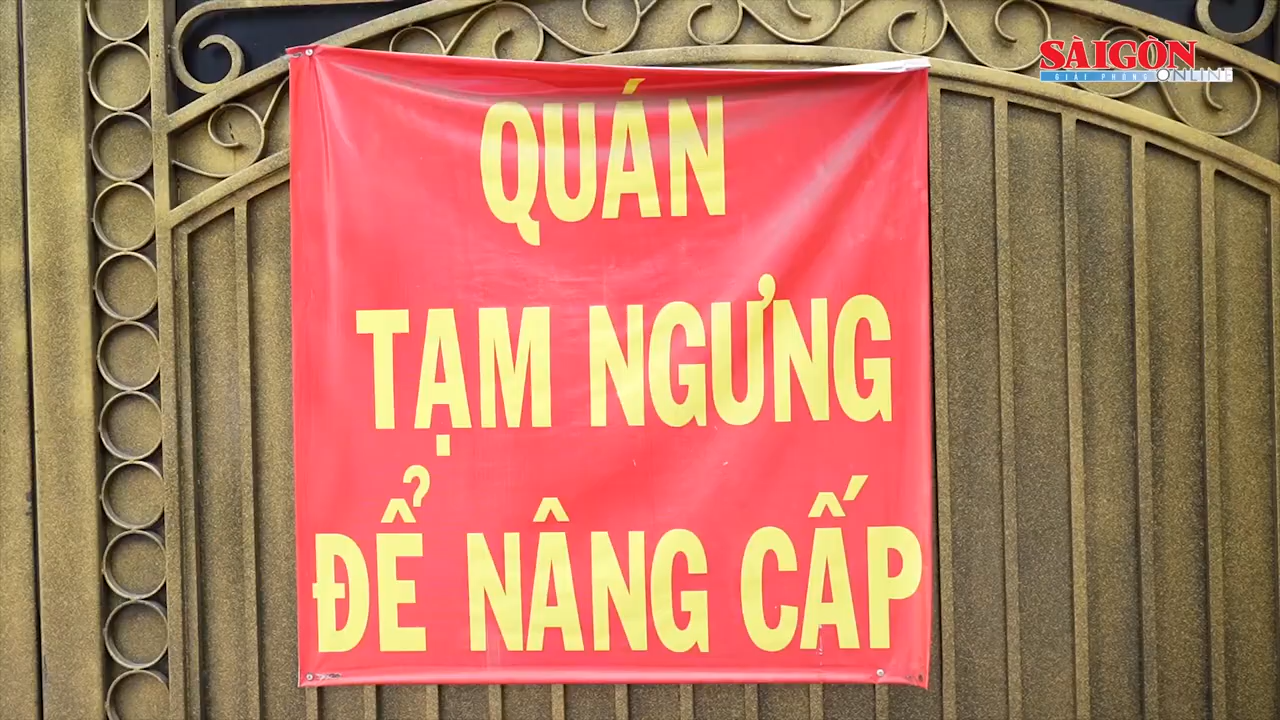 SÀIGÒN
GIẢI PHÓNG ONLINE
QUÁN
TẠM NGƯNG
ĐỂ NÂNG CẤP